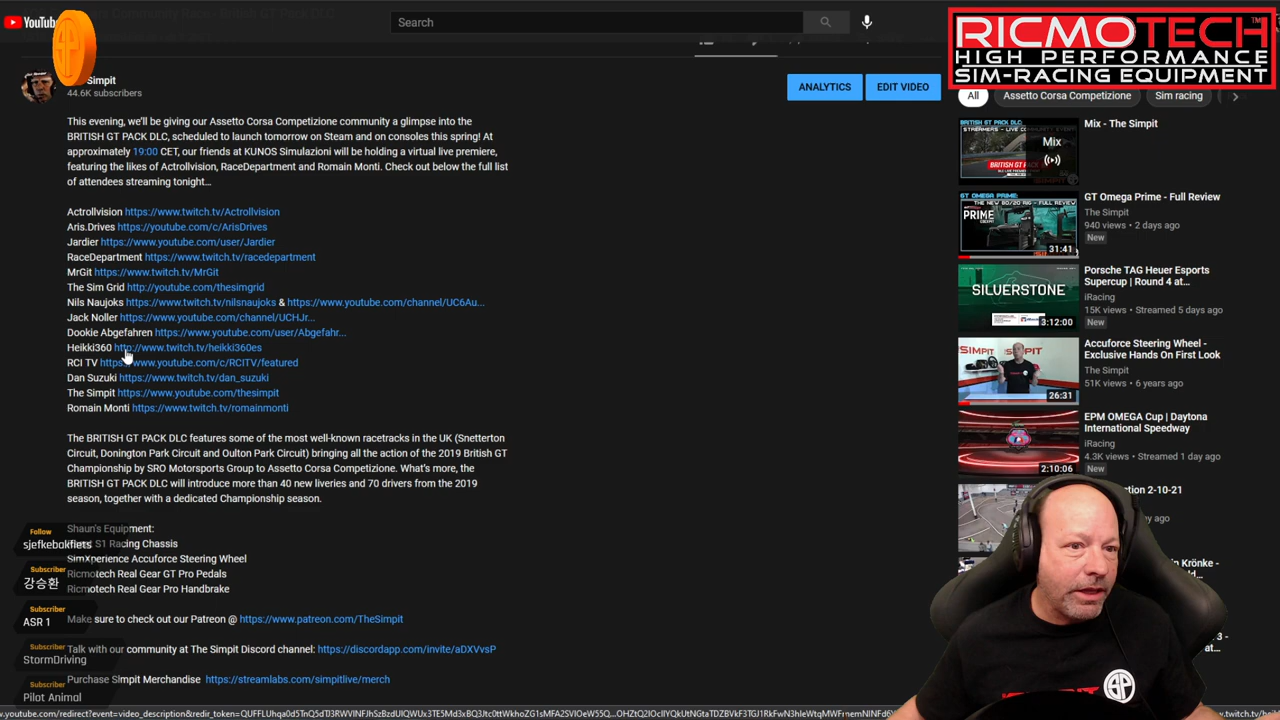 YouTube
Search
RICMOTECH™
HIGH PERFORMANCE
SIM-RACING EQUIPMENT
Simpit
44.6K subscribers
ANALYTICS
EDIT VIDEO
All
Assetto Corsa Competizione
Sim racing
This evening, we'll be giving our Assetto Corsa Competizione community a glimpse into the
BRITISH GT PACK DLC, scheduled to launch tomorrow on Steam and on consoles this spring! At
approximately 19:00 CET, our friends at KUNOS Simulazioni will be holding a virtual live premiere,
featuring the likes of Actrollvision, RaceDepartment and Romain Monti. Check out below the full list
of attendees streaming tonight…
Actrollvision https://www.twitch.tv/Actrollvision
Aris.Drives https://youtube.com/c/ArisDrives
Jardier https://www.youtube.com/user/Jardier
RaceDepartment https://www.twitch.tv/racedepartment
MrGit https://www.twitch.tv/MrGit
The Sim Grid http://youtube.com/thesimgrid
Nils Naujoks https://www.twitch.tv/nilsnaujoks & https://www.youtube.com/channel/UC6Au...
Jack Noller https://www.youtube.com/channel/UCHJr...
Dookie Abgefahren https://www.youtube.com/user/Abgefahr...
Heikki360 http://www.twitch.tv/heikki360es
RCI TV https://www.youtube.com/c/RCITV/featured
Dan Suzuki https://www.twitch.tv/dan_suzuki
The Simpit https://www.youtube.com/thesimpit
Romain Monti https://www.twitch.tv/romainmonti
The BRITISH GT PACK DLC features some of the most well-known racetracks in the UK (Snetterton
Circuit, Donington Park Circuit and Oulton Park Circuit) bringing all the action of the 2019 British GT
Championship by SRO Motorsports Group to Assetto Corsa Competizione. What's more, the
BRITISH GT PACK DLC will introduce more than 40 new liveries and 70 drivers from the 2019
season, together with a dedicated Championship season.
Shaun's Equipment:
S1 Racing Chassis
SimXperience Accuforce Steering Wheel
Ricmotech Real Gear GT Pro Pedals
Ricmotech Real Gear Pro Handbrake
Make sure to check out our Patreon @ https://www.patreon.com/TheSimpit
Talk with our community at The Simpit Discord channel: https://discordapp.com/invite/aDXVvsP
Purchase Simpit Merchandise https://streamlabs.com/simpitlive/merch
Follow
sjefkebokfiets
Subscriber
강승환
Subscriber
ASR 1
Subscriber
StormDriving
Subscriber
Pilot Animal
Mix
Mix - The Simpit
PRIME
31:41
GT Omega Prime - Full Review
The Simpit
940 views • 2 days ago
New
SILVERSTONE
3:12:00
Porsche TAG Heuer Esports
Supercup | Round 4 at...
iRacing
15K views • Streamed 5 days ago
New
26:31
Accuforce Steering Wheel -
Exclusive Hands On First Look
The Simpit
51K views • 6 years ago
2:10:06
EPM OMEGA Cup | Daytona
International Speedway
iRacing
4.3K views • Streamed 1 day ago
New
2-10-21
Krönke -